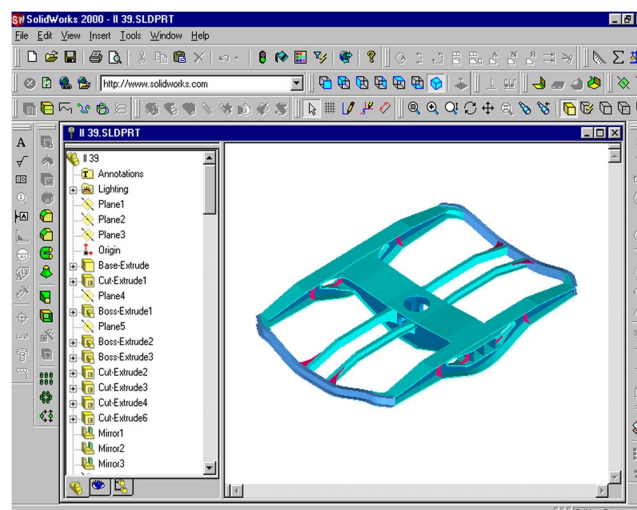 SolidWorks 2000 - II 39.SLDPRT
File Edit View Insert Tools Window Help
http://www.solidworks.com
II 39.SLDPRT
II 39
Annotations
Lighting
Plane1
Plane2
Plane3
Origin
Base-Extrude
Cut-Extrude1
Plane4
Boss-Extrude1
Plane5
Boss-Extrude2
Boss-Extrude3
Cut-Extrude2
Cut-Extrude3
Cut-Extrude4
Cut-Extrude6
Mirror1
Mirror2
Mirror3